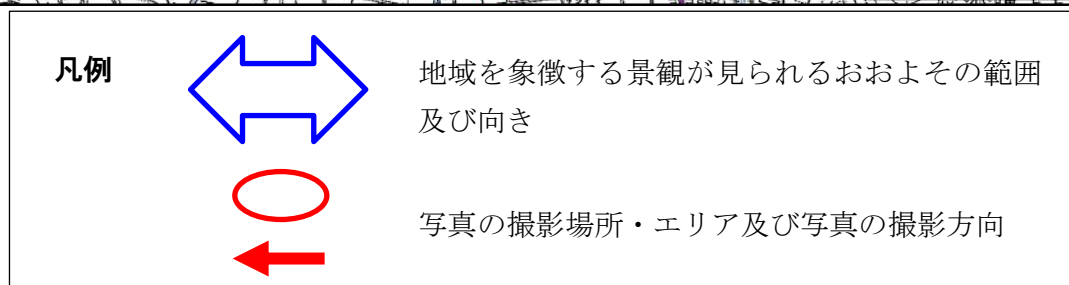 凡例
地域を象徴する景観が見られるおおよその範囲
及び向き
写真の撮影場所・エリア及び写真の撮影方向